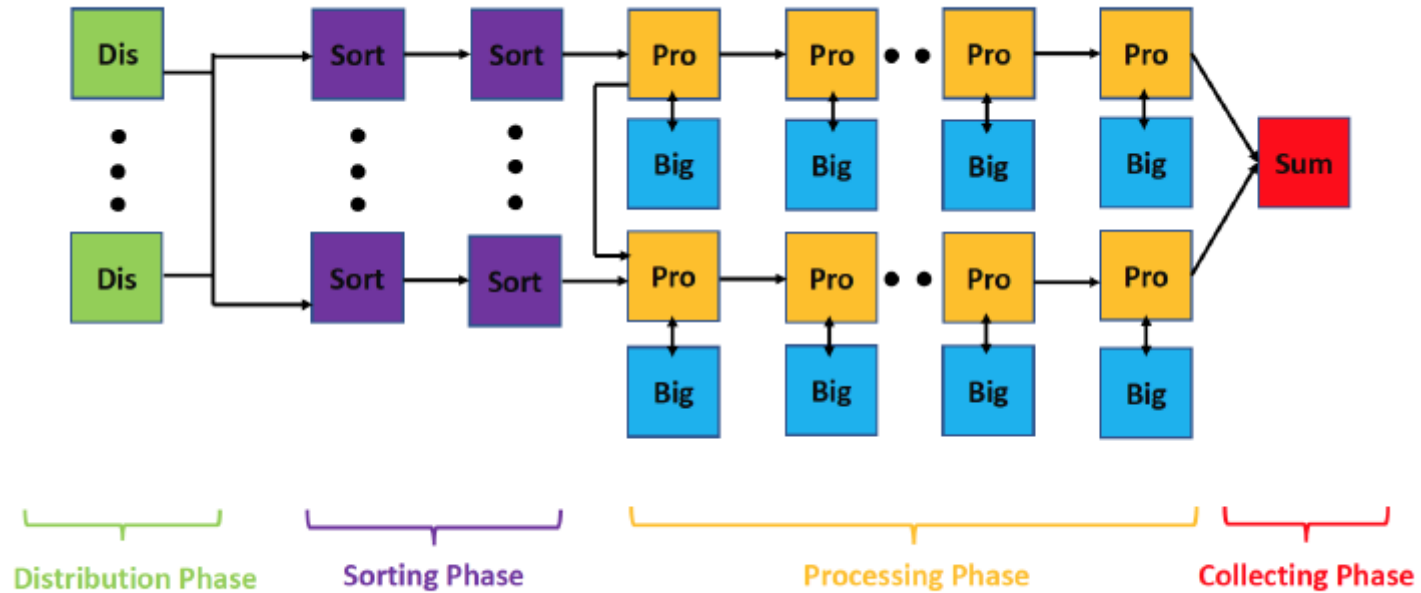 Dis Sort Sort Pro Pro Pro Pro
Big Big Big Big
Sum
Dis Sort Sort Pro Pro Pro Pro
Big Big Big Big
Distribution Phase Sorting Phase Processing Phase Collecting Phase